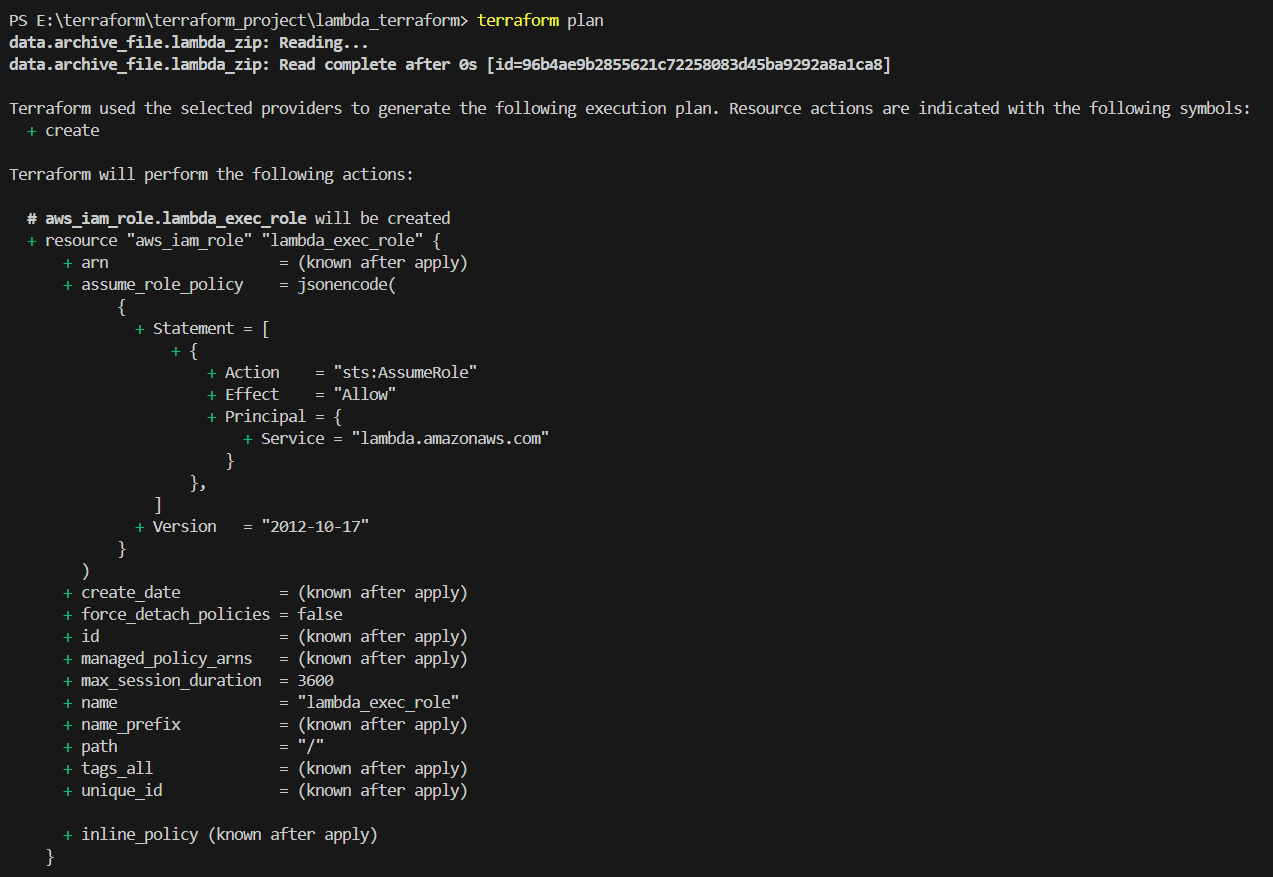 PS E:\terraform\terraform_project\lambda_terraform> terraform plan
data.archive_file.lambda_zip: Reading...
data.archive_file.lambda_zip: Read complete after 0s [id=96b4ae9b2855621c72258083d45ba9292a8a1ca8]

Terraform used the selected providers to generate the following execution plan. Resource actions are indicated with the following symbols:
  + create

Terraform will perform the following actions:

  # aws_iam_role.lambda_exec_role will be created
  + resource "aws_iam_role" "lambda_exec_role" {
      + arn                   = (known after apply)
      + assume_role_policy    = jsonencode(
            {
              + Statement = [
                  + {
                      + Action    = "sts:AssumeRole"
                      + Effect    = "Allow"
                      + Principal = {
                          + Service = "lambda.amazonaws.com"
                        }
                    },
                ]
              + Version   = "2012-10-17"
            }
        )
      + create_date           = (known after apply)
      + force_detach_policies = false
      + id                    = (known after apply)
      + managed_policy_arns   = (known after apply)
      + max_session_duration  = 3600
      + name                  = "lambda_exec_role"
      + name_prefix           = (known after apply)
      + path                  = "/"
      + tags_all              = (known after apply)
      + unique_id             = (known after apply)

      + inline_policy (known after apply)
    }